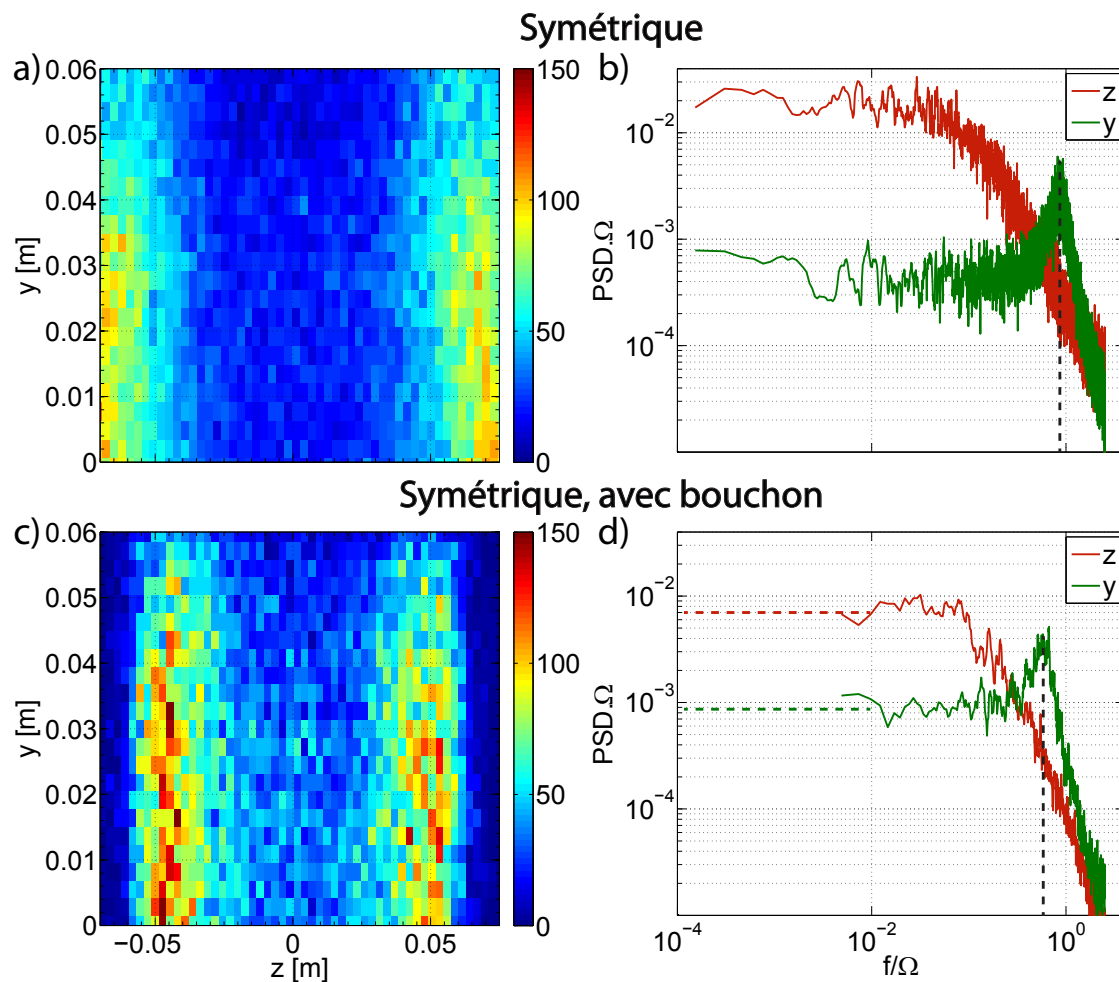 Symétrique
a)
0.06
0.05
0.04
0.03
0.02
0.01
0
y [m]
150
100
50
0
b)
z
y
10⁻²
10⁻³
10⁻⁴
PSD.Ω
Symétrique, avec bouchon
c)
0.06
0.05
0.04
0.03
0.02
0.01
0
y [m]
−0.05
0
0.05
z [m]
150
100
50
0
d)
z
y
10⁻²
10⁻³
10⁻⁴
PSD.Ω
10⁻⁴
10⁻²
10⁰
f/Ω